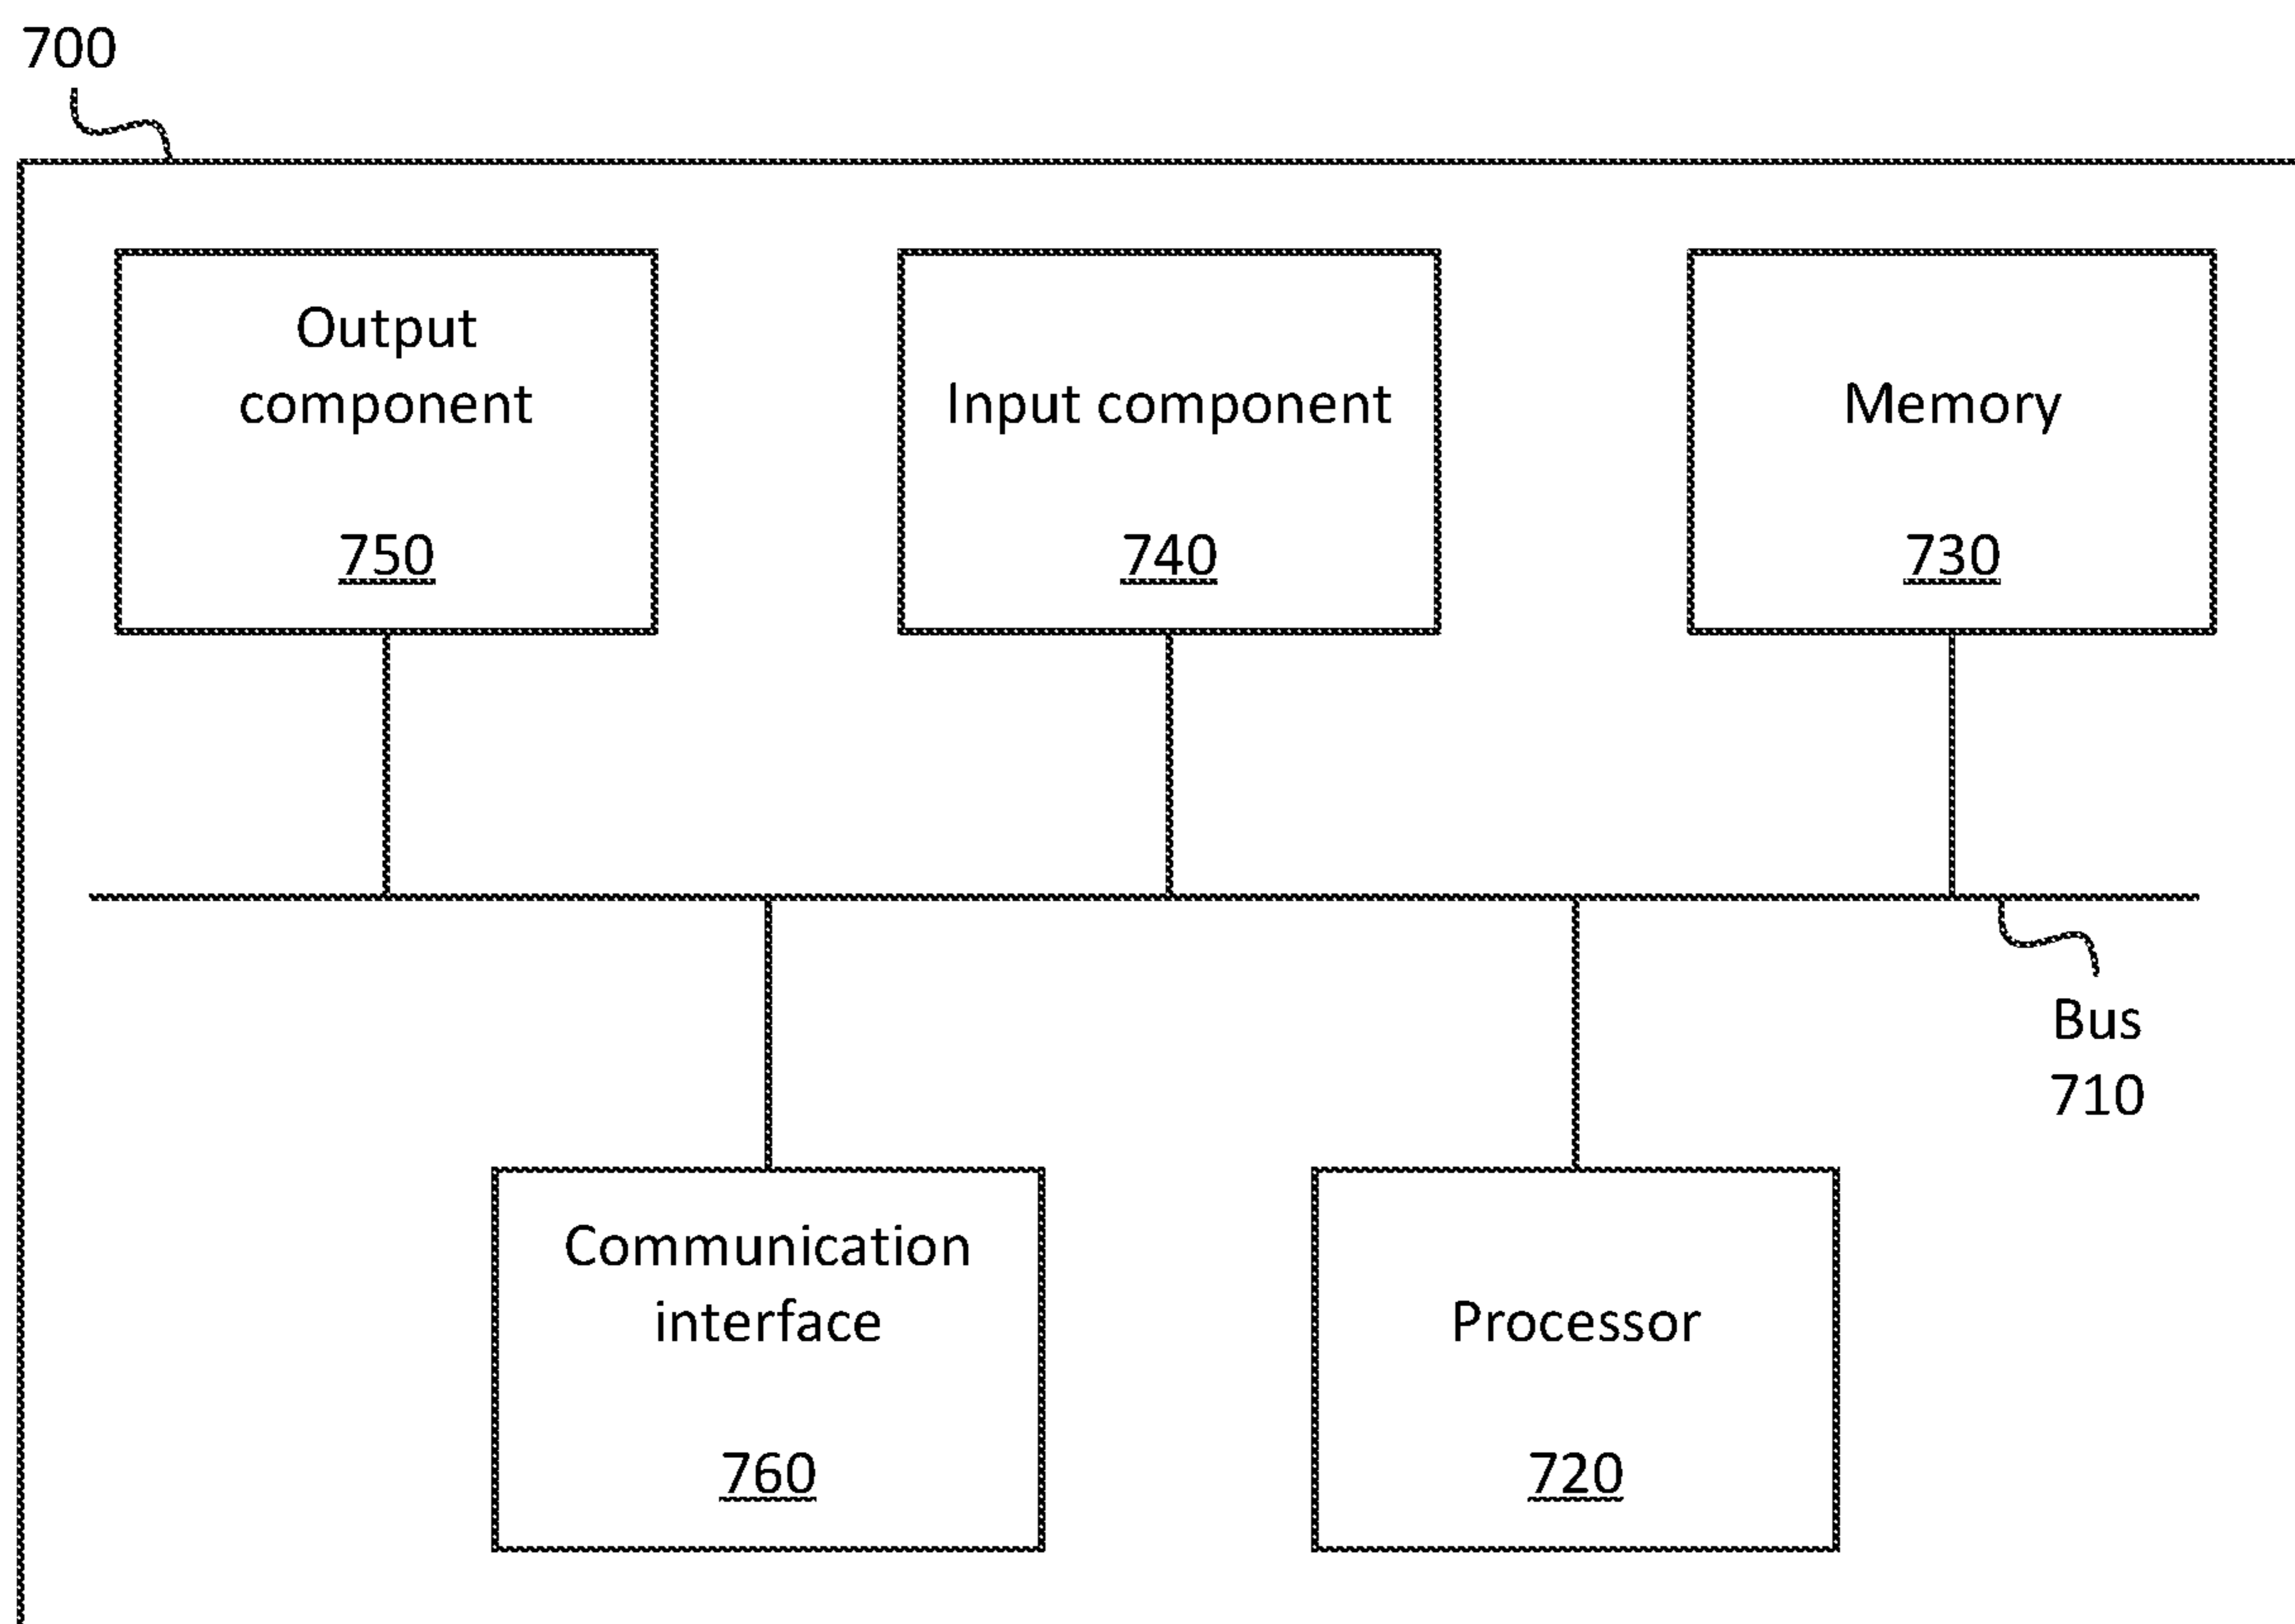 700
Output
component
750
Input component
740
Memory
730
Bus
710
Communication
interface
760
Processor
720